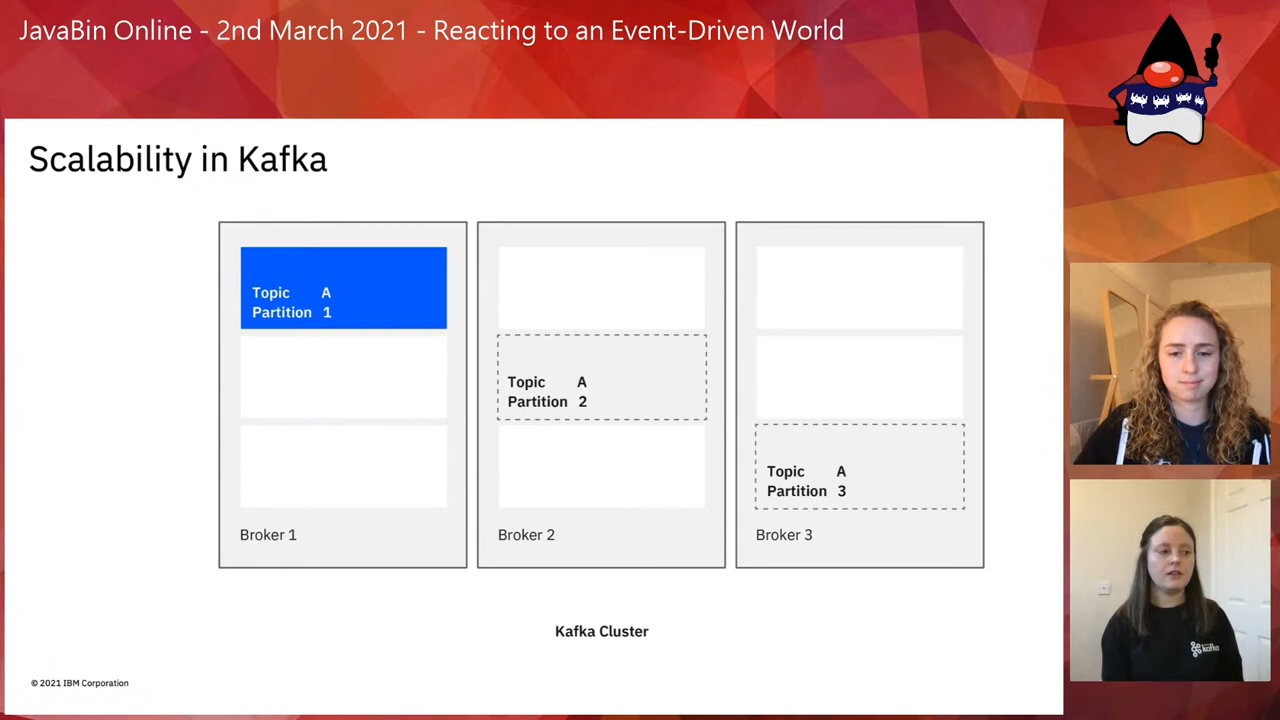 JavaBin Online - 2nd March 2021 - Reacting to an Event-Driven World
Scalability in Kafka
Topic A
Partition 1
Topic A
Partition 2
Topic A
Partition 3
Broker 1
Broker 2
Broker 3
Kafka Cluster
© 2021 IBM Corporation
kafka